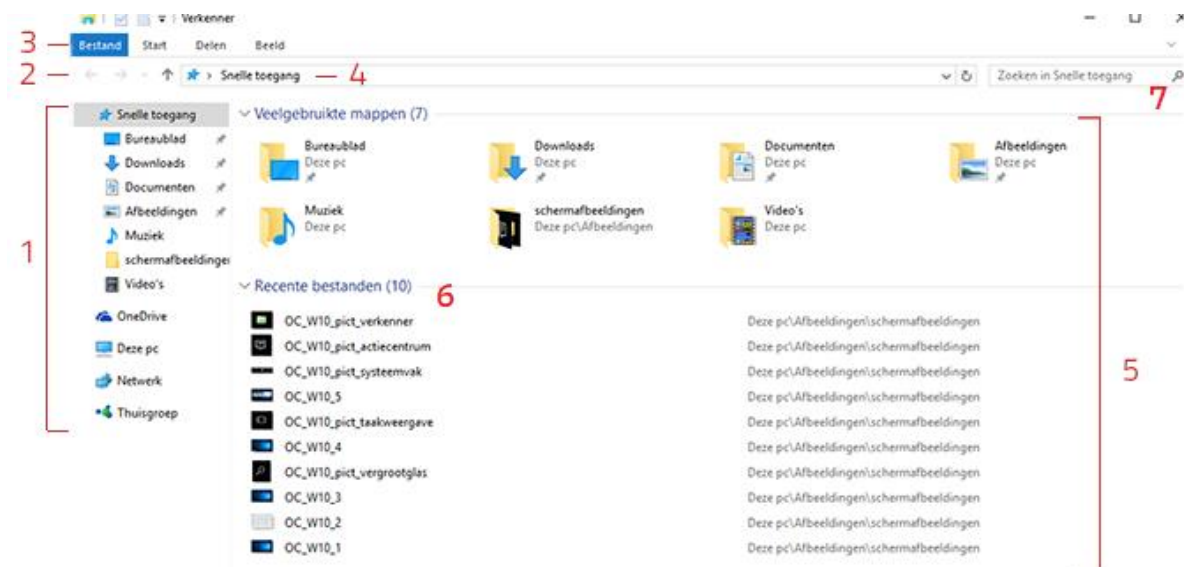 Verkenner
3 Bestand Start Delen Beeld
2 Snelle toegang 4 Zoeken in Snelle toegang
7
1
Snelle toegang
Bureaublad
Downloads
Documenten
Afbeeldingen
Muziek
schermafbeeldingen
Video's
OneDrive
Deze pc
Netwerk
Thuisgroep
Veelgebruikte mappen (7)
Bureaublad
Deze pc
Downloads
Deze pc
Documenten
Deze pc
Afbeeldingen
Deze pc
Muziek
Deze pc
schermafbeeldingen
Deze pc\Afbeeldingen
Video's
Deze pc
Recente bestanden (10) 6
OC_W10_pict_verkenner Deze pc\Afbeeldingen\schermafbeeldingen
OC_W10_pict_actiecentrum Deze pc\Afbeeldingen\schermafbeeldingen
OC_W10_pict_systeemvak Deze pc\Afbeeldingen\schermafbeeldingen
OC_W10_5 Deze pc\Afbeeldingen\schermafbeeldingen
OC_W10_pict_taakweergave Deze pc\Afbeeldingen\schermafbeeldingen
OC_W10_4 Deze pc\Afbeeldingen\schermafbeeldingen
OC_W10_pict_vergrootglas Deze pc\Afbeeldingen\schermafbeeldingen
OC_W10_3 Deze pc\Afbeeldingen\schermafbeeldingen
OC_W10_2 Deze pc\Afbeeldingen\schermafbeeldingen
OC_W10_1 Deze pc\Afbeeldingen\schermafbeeldingen
5